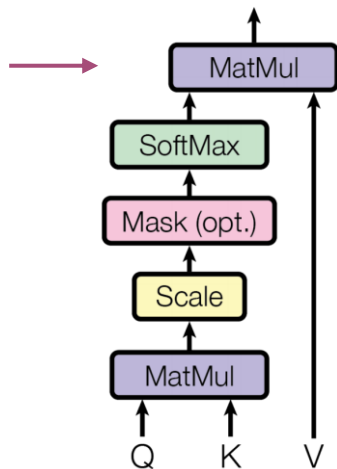 MatMul
SoftMax
Mask (opt.)
Scale
MatMul
Q K V